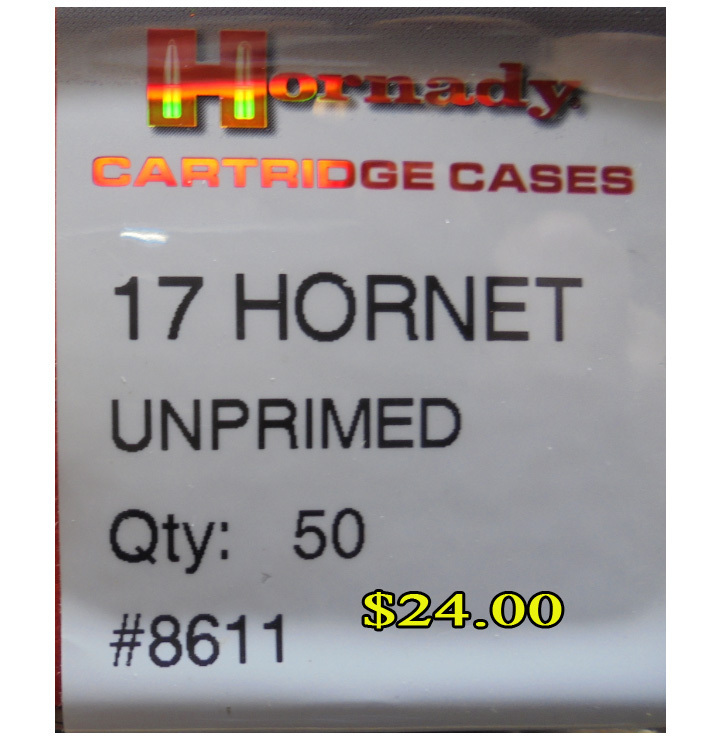 Hornady
CARTRIDGE CASES
17 HORNET
UNPRIMED
Qty: 50
$24.00
#8611